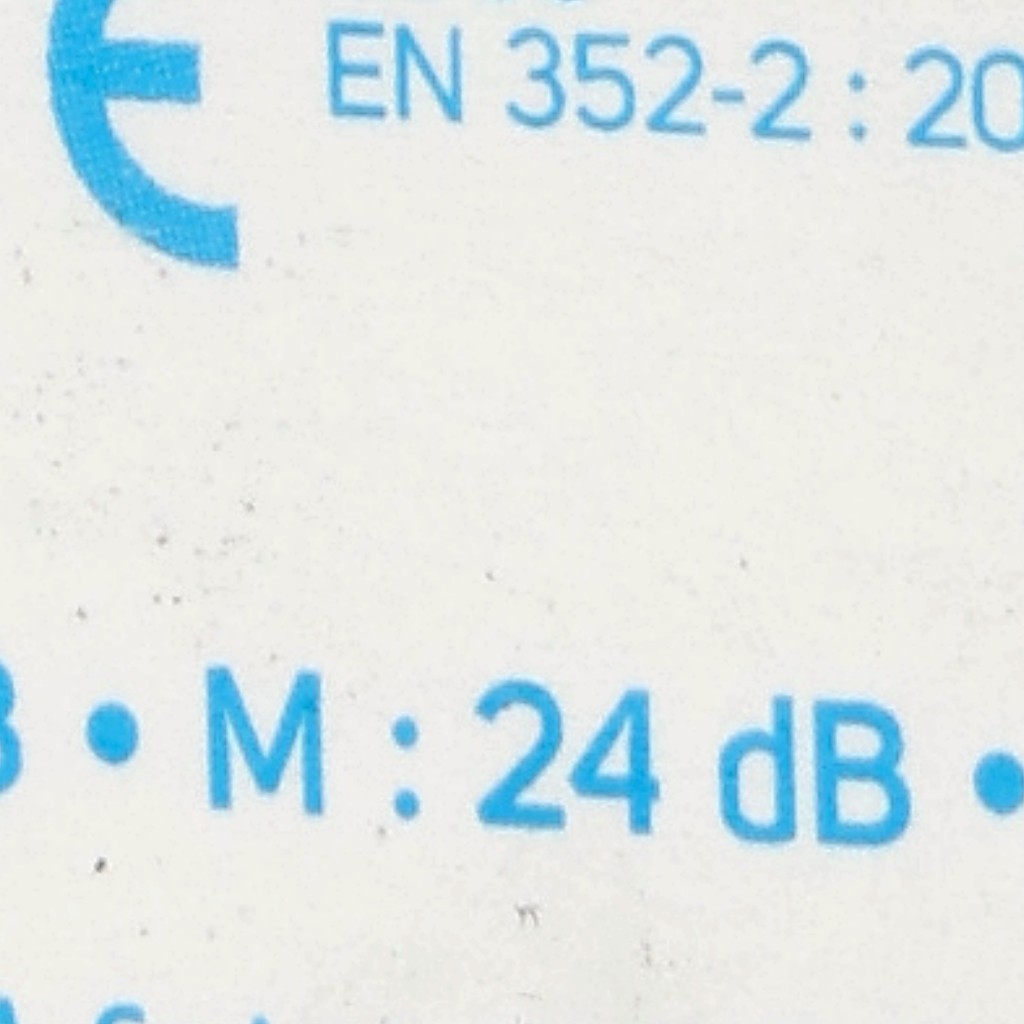 EN 352-2 : 20
• M : 24 dB •